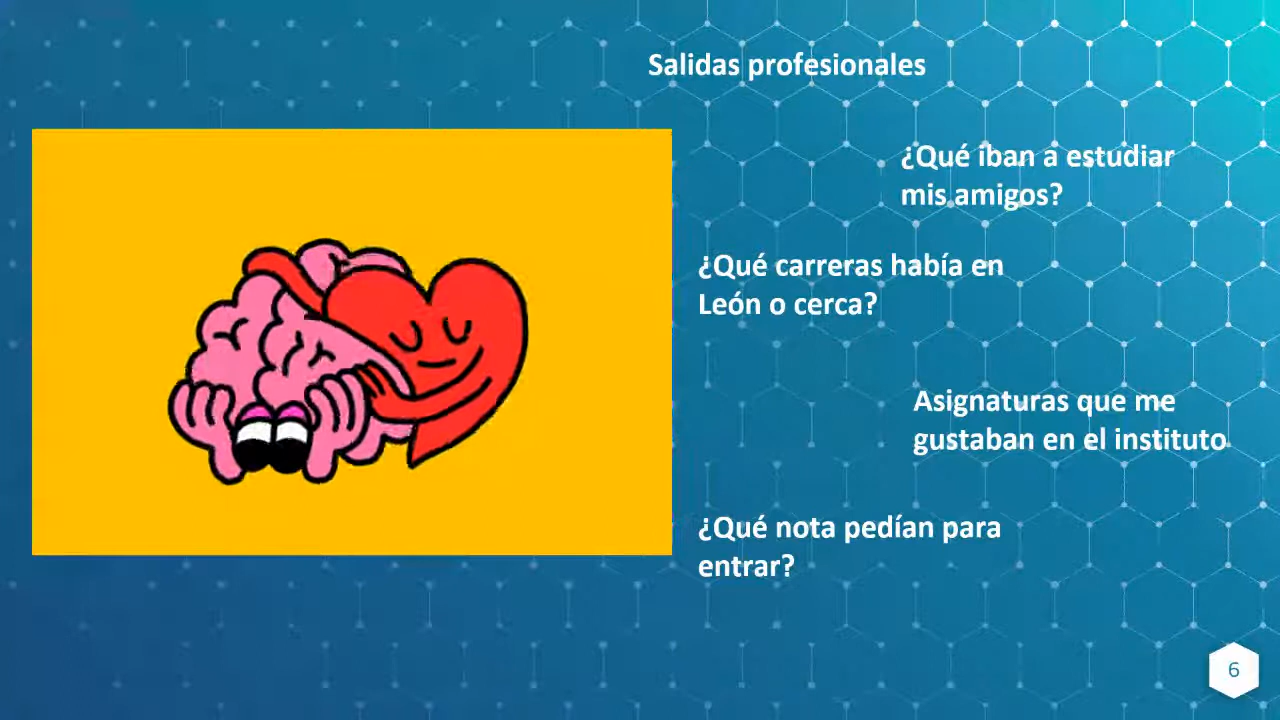 Salidas profesionales
¿Qué iban a estudiar
mis amigos?
¿Qué carreras había en
León o cerca?
Asignaturas que me
gustaban en el instituto
¿Qué nota pedían para
entrar?
6